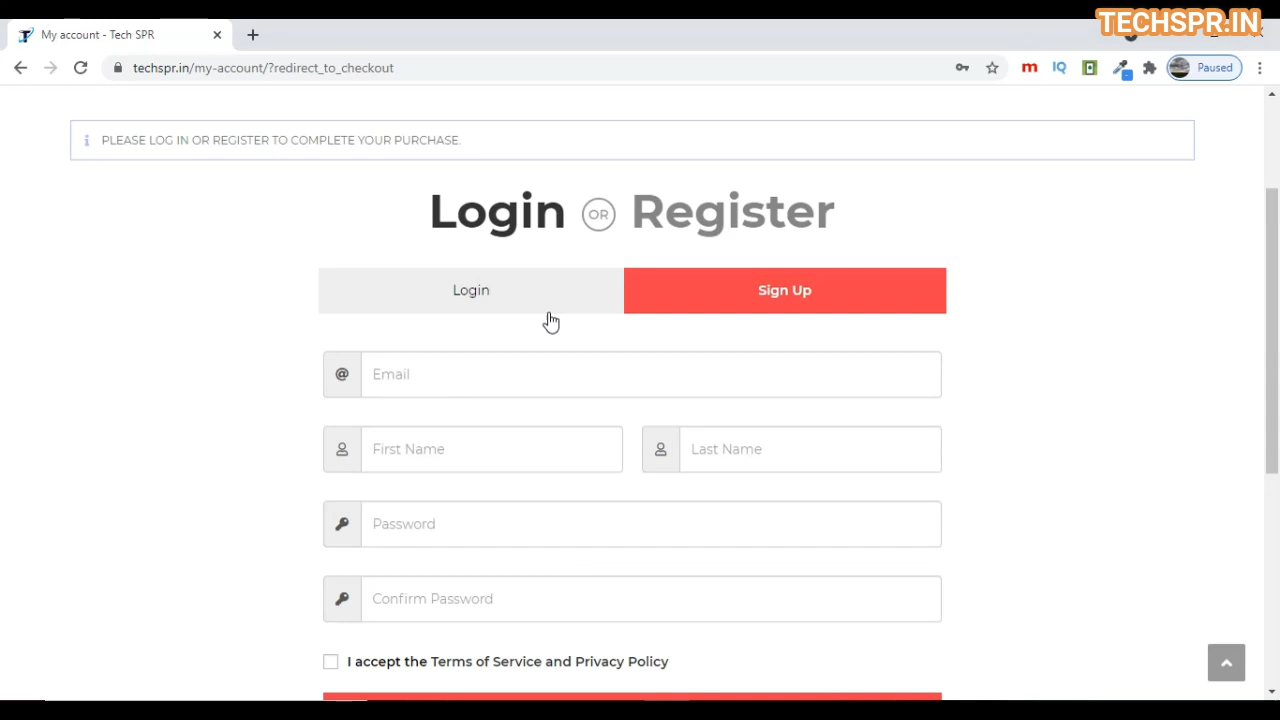 TECHSPR.IN
My account - Tech SPR
techspr.in/my-account/?redirect_to_checkout
m
IQ
Paused
PLEASE LOG IN OR REGISTER TO COMPLETE YOUR PURCHASE.
Login OR Register
Login
Sign Up
@ Email
First Name
Last Name
Password
Confirm Password
I accept the Terms of Service and Privacy Policy